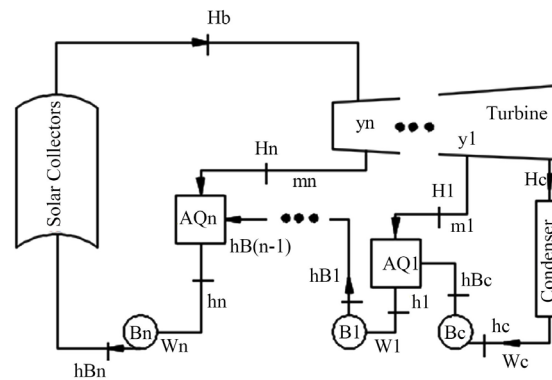 Hb
Solar Collectors
yn
y1
Turbine
Hn
mn
H1
m1
Hc
AQn
hB(n-1)
AQ1
hB1
hBc
hn
h1
Condenser
Bn
Wn
B1
W1
Bc
hc
Wc
hBn